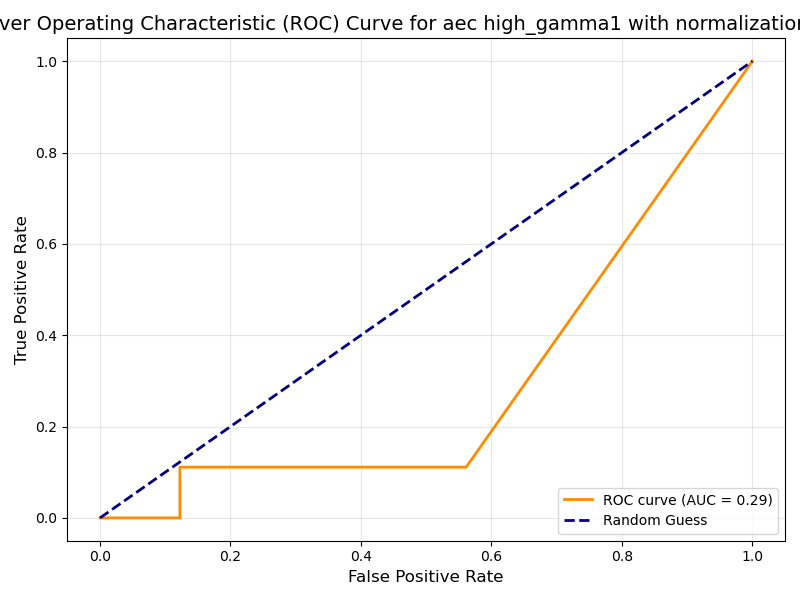 ver Operating Characteristic (ROC) Curve for aec high_gamma1 with normalization
1.0
0.8
0.6
0.4
0.2
0.0
True Positive Rate
ROC curve (AUC = 0.29)
Random Guess
0.0 0.2 0.4 0.6 0.8 1.0
False Positive Rate